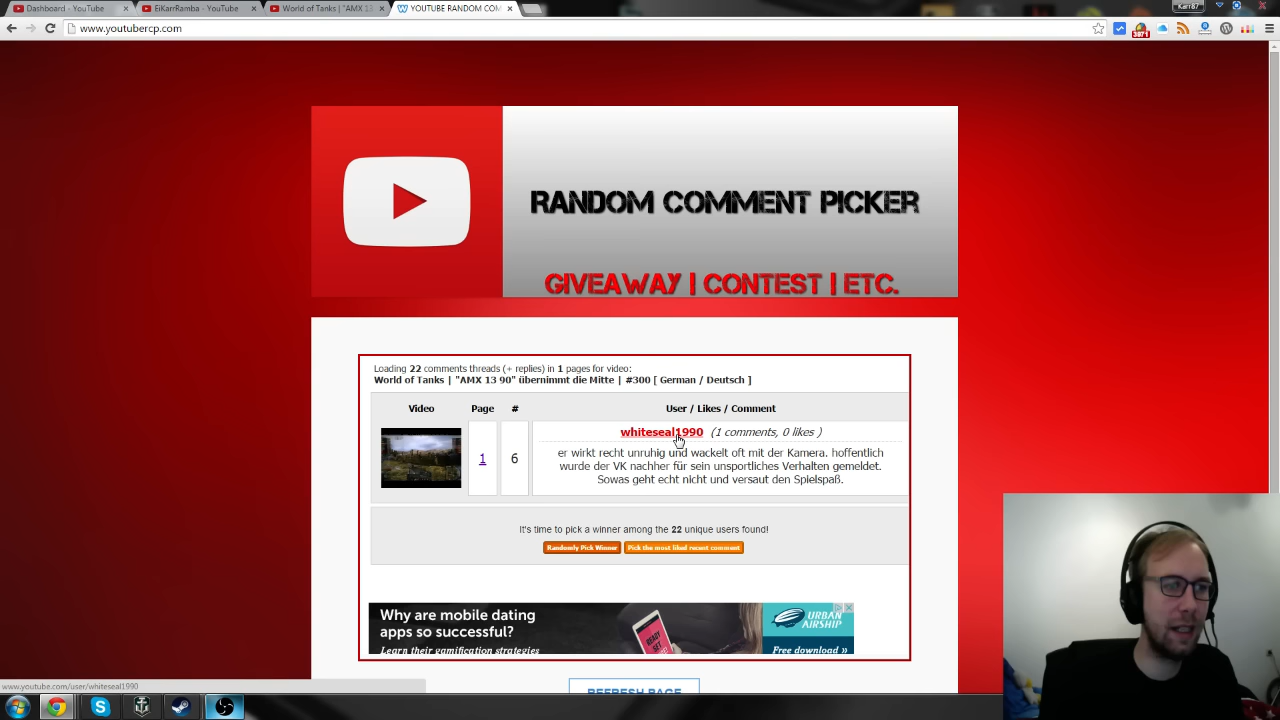 Dashboard - YouTube
EiKarrRamba - YouTube
World of Tanks | "AMX 13
YOUTUBE RANDOM COM
Karr87
www.youtubercp.com
3071
RANDOM COMMENT PICKER
GIVEAWAY | CONTEST | ETC.
Loading 22 comments threads (+ replies) in 1 pages for video:
World of Tanks | "AMX 13 90" übernimmt die Mitte | #300 [ German / Deutsch ]
Video Page # User / Likes / Comment
whiteseal1990 (1 comments, 0 likes )
1 6
er wirkt recht unruhig und wackelt oft mit der Kamera. hoffentlich
wurde der VK nachher für sein unsportliches Verhalten gemeldet.
Sowas geht echt nicht und versaut den Spielspaß.
It's time to pick a winner among the 22 unique users found!
Randomly Pick Winner Pick the most liked recent comment
Why are mobile dating
apps so successful?
Learn their gamification strategies
READY
SET
URBAN
AIRSHIP
Free download »
www.youtube.com/user/whiteseal1990
REFRESH PAGE